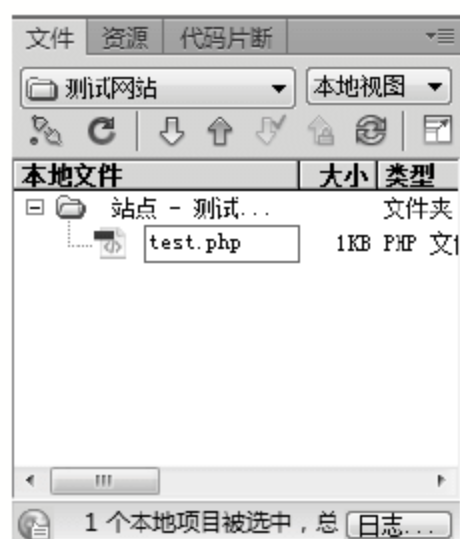 文件 资源 代码片断
测试网站 本地视图
本地文件 大小 类型
站点 - 测试... 文件夹
test.php 1KB PHP 文
1 个本地项目被选中，总 日志...